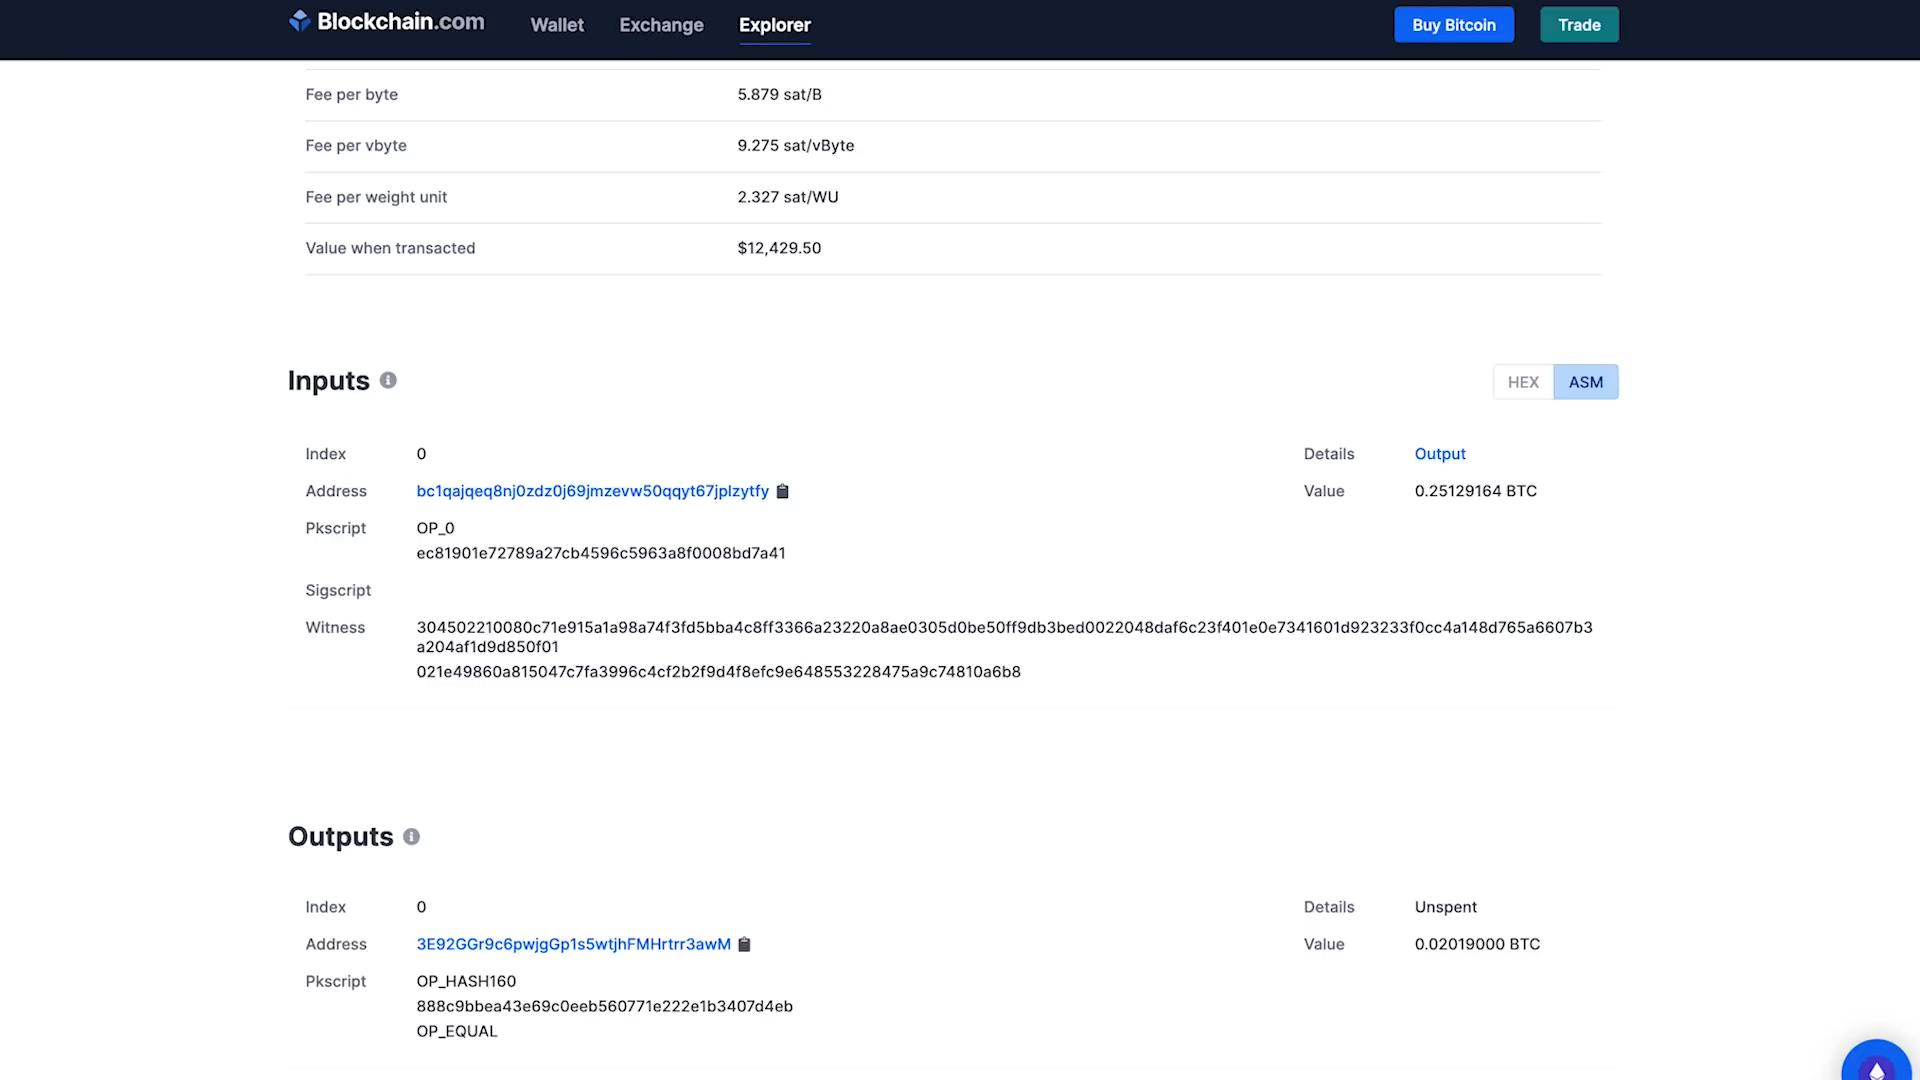 Blockchain.com Wallet Exchange Explorer Buy Bitcoin Trade
Fee per byte 5.879 sat/B
Fee per vbyte 9.275 sat/vByte
Fee per weight unit 2.327 sat/WU
Value when transacted $12,429.50
Inputs HEX ASM
Index 0 Details Output
Address bc1qajqeq8nj0zdz0j69jmzevw50qqyt67jplzytfy Value 0.25129164 BTC
Pkscript OP_0
ec81901e72789a27cb4596c5963a8f0008bd7a41
Sigscript
Witness 304502210080c71e915a1a98a74f3fd5bba4c8ff3366a23220a8ae0305d0be50ff9db3bed0022048daf6c23f401e0e7341601d923233f0cc4a148d765a6607b3
a204af1d9d850f01
021e49860a815047c7fa3996c4cf2b2f9d4f8efc9e648553228475a9c74810a6b8
Outputs
Index 0 Details Unspent
Address 3E92GGr9c6pwjgGp1s5wtjhFMHrtrr3awM Value 0.02019000 BTC
Pkscript OP_HASH160
888c9bbea43e69c0eeb560771e222e1b3407d4eb
OP_EQUAL